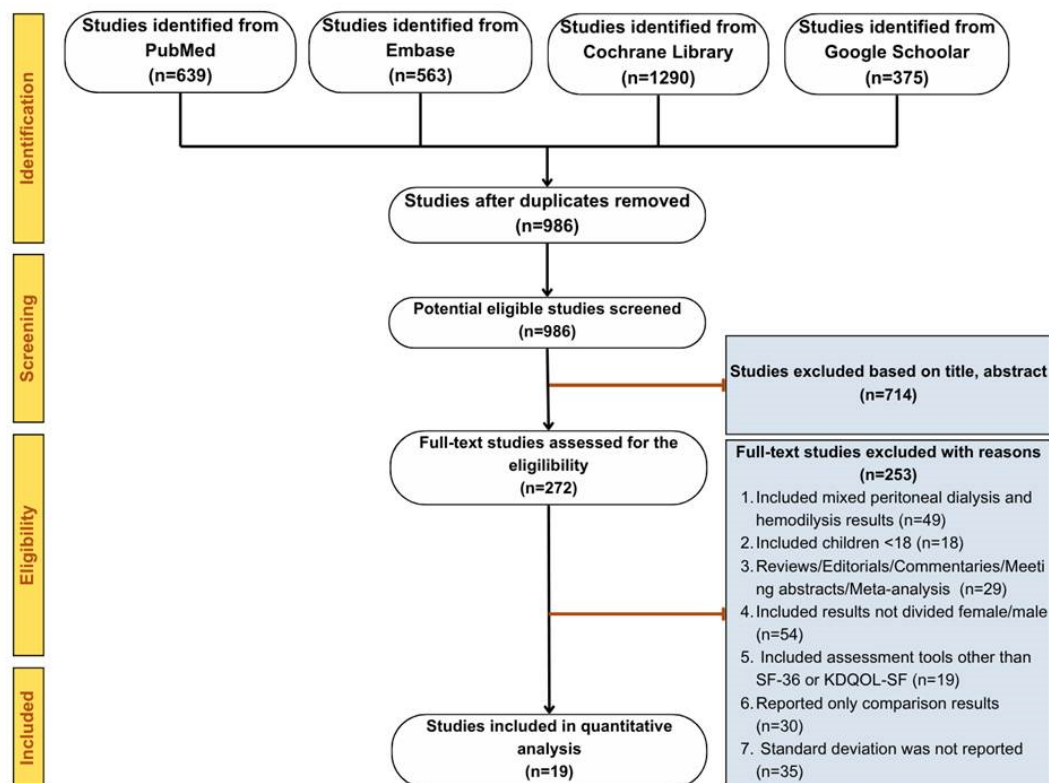 Studies identified from
PubMed
(n=639)
Studies identified from
Embase
(n=563)
Studies identified from
Cochrane Library
(n=1290)
Studies identified from
Google Schoolar
(n=375)
Identification
Studies after duplicates removed
(n=986)
Screening
Potential eligible studies screened
(n=986)
Studies excluded based on title, abstract
(n=714)
Eligibility
Full-text studies assessed for the
eligilibility
(n=272)
Full-text studies excluded with reasons
(n=253)
1. Included mixed peritoneal dialysis and
hemodilysis results (n=49)
2. Included children <18 (n=18)
3. Reviews/Editorials/Commentaries/Meeti
ng abstracts/Meta-analysis (n=29)
4. Included results not divided female/male
(n=54)
5. Included assessment tools other than
SF-36 or KDQOL-SF (n=19)
6. Reported only comparison results
(n=30)
7. Standard deviation was not reported
(n=35)
Included
Studies included in quantitative
analysis
(n=19)